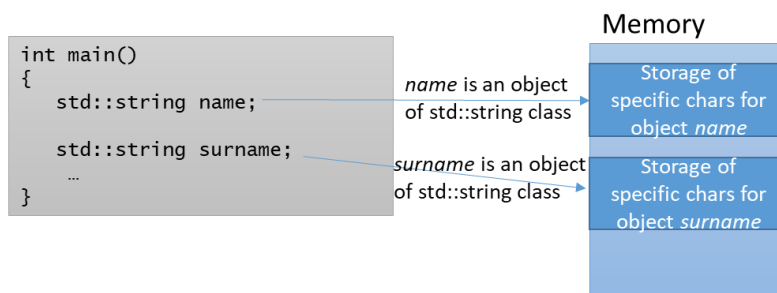 Memory
int main()
{
std::string name;
std::string surname;
…
}
name is an object
of std::string class
surname is an object
of std::string class
Storage of
specific chars for
object name
Storage of
specific chars for
object surname